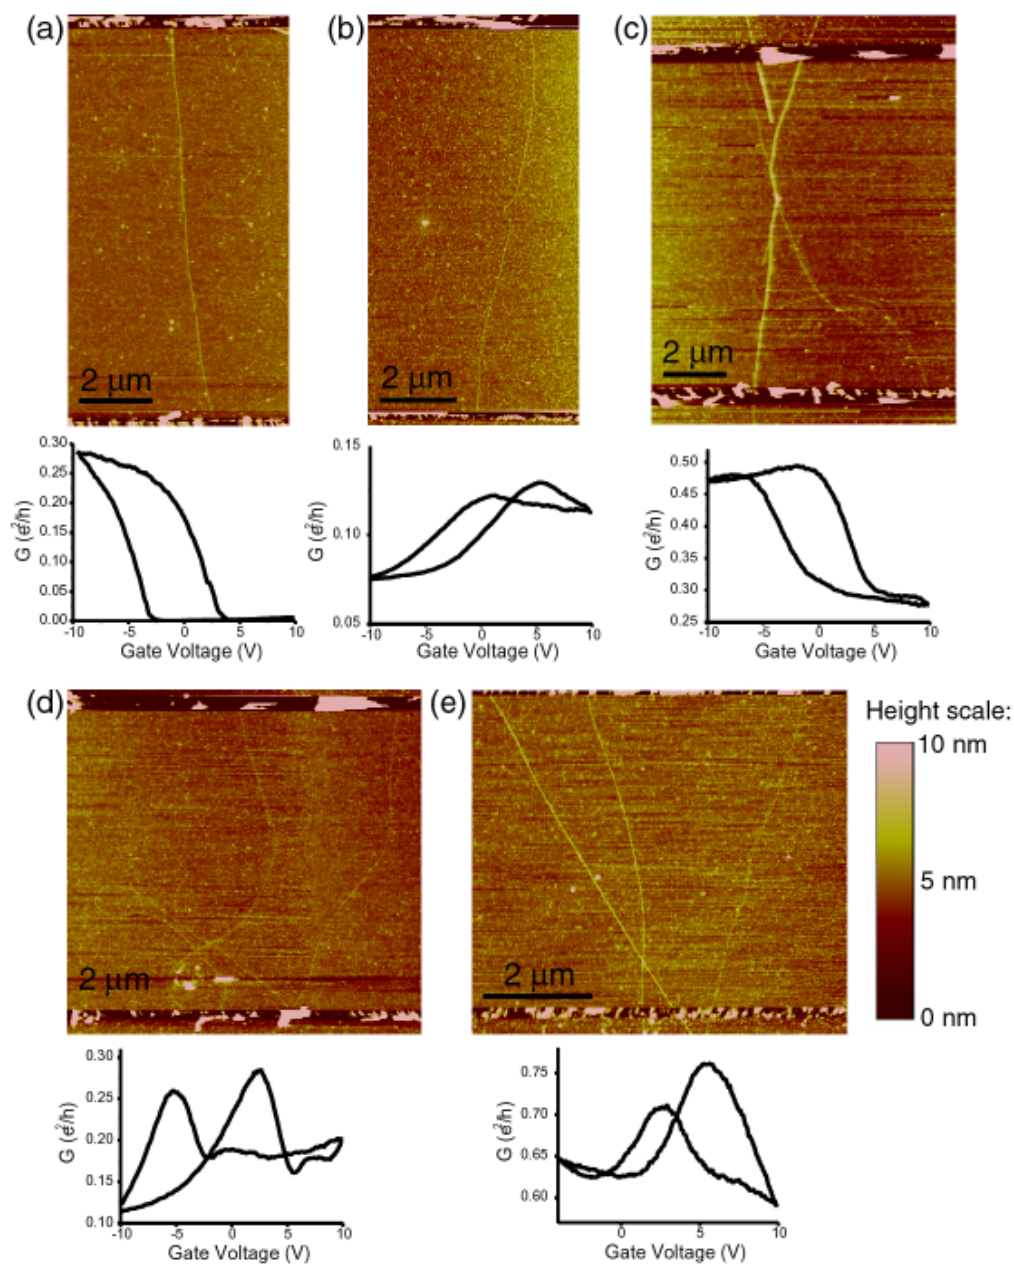 (a) (b) (c)
2 μm 2 μm 2 μm
0.30
0.25
0.20
0.15
0.10
0.05
0.00
G (e²/h)
-10 -5 0 5 10
Gate Voltage (V)
0.15
0.10
0.05
G (e²/h)
-10 -5 0 5 10
Gate Voltage (V)
0.50
0.45
0.40
0.35
0.30
0.25
G (e²/h)
-10 -5 0 5 10
Gate Voltage (V)
(d) (e)
2 μm 2 μm
Height scale:
10 nm
5 nm
0 nm
0.30
0.25
0.20
0.15
0.10
G (e²/h)
-10 -5 0 5 10
Gate Voltage (V)
0.75
0.70
0.65
0.60
G (e²/h)
0 5 10
Gate Voltage (V)